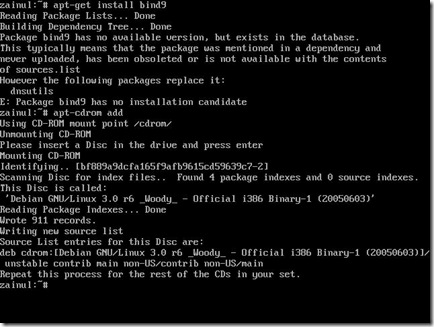 zainul:~# apt-get install bind9
Reading Package Lists... Done
Building Dependency Tree... Done
Package bind9 has no available version, but exists in the database.
This typically means that the package was mentioned in a dependency and
never uploaded, has been obsoleted or is not available with the contents
of sources.list
However the following packages replace it:
  dnsutils
E: Package bind9 has no installation candidate
zainul:~# apt-cdrom add
Using CD-ROM mount point /cdrom/
Unmounting CD-ROM
Please insert a Disc in the drive and press enter
Mounting CD-ROM
Identifying.. [bf889a9dcfa165f9afb9615cd59639c7-2]
Scanning Disc for index files..  Found 4 package indexes and 0 source indexes.
This Disc is called:
 'Debian GNU/Linux 3.0 r6 _Woody_ - Official i386 Binary-1 (20050603)'
Reading Package Indexes... Done
Wrote 911 records.
Writing new source list
Source List entries for this Disc are:
deb cdrom:[Debian GNU/Linux 3.0 r6 _Woody_ - Official i386 Binary-1 (20050603)]/
 unstable contrib main non-US/contrib non-US/main
Repeat this process for the rest of the CDs in your set.
zainul:~#